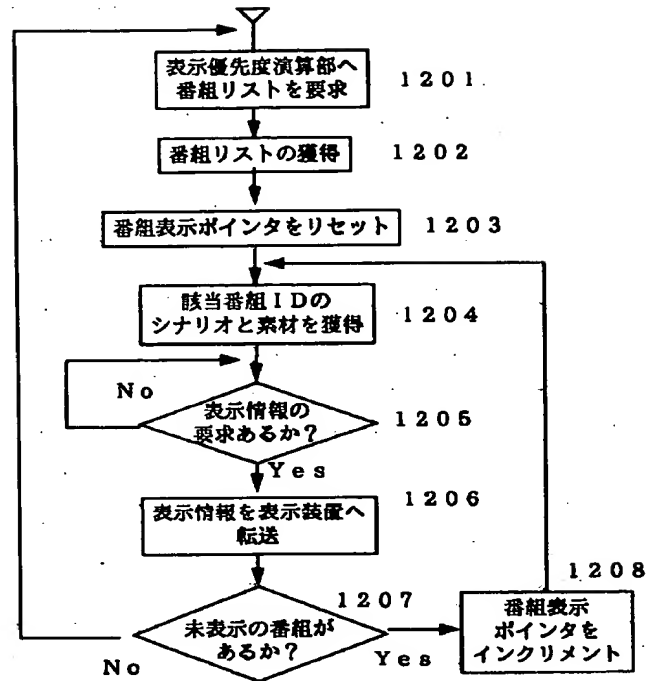 表示優先度演算部へ
番組リストを要求
1201
番組リストの獲得
1202
番組表示ポインタをリセット
1203
該当番組IDの
シナリオと素材を獲得
1204
No
表示情報の
要求あるか?
1205
Yes
1206
表示情報を表示装置へ
転送
1207
未表示の番組が
あるか?
No
Yes
1208
番組表示
ポインタを
インクリメント